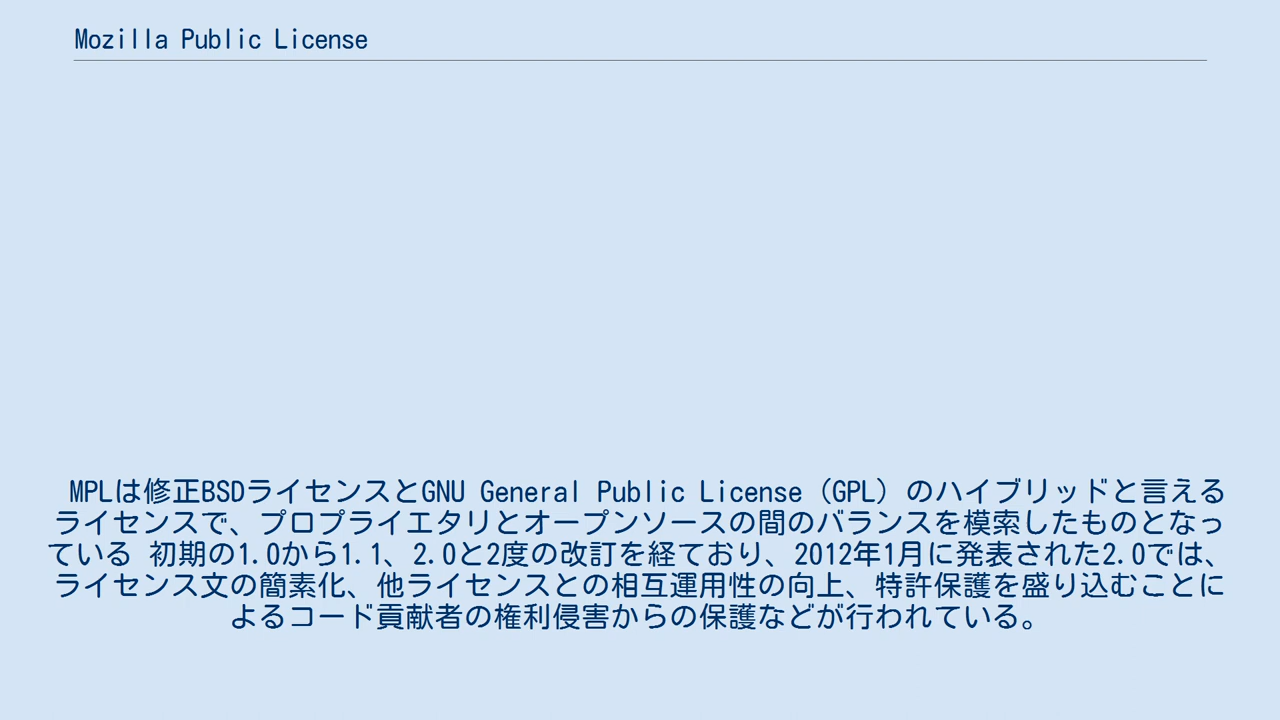 Mozilla Public License
MPLは修正BSDライセンスとGNU General Public License（GPL）のハイブリッドと言える
ライセンスで、プロプライエタリとオープンソースの間のバランスを模索したものとなっ
ている 初期の1.0から1.1、2.0と2度の改訂を経ており、2012年1月に発表された2.0では、
ライセンス文の簡素化、他ライセンスとの相互運用性の向上、特許保護を盛り込むことに
よるコード貢献者の権利侵害からの保護などが行われている。